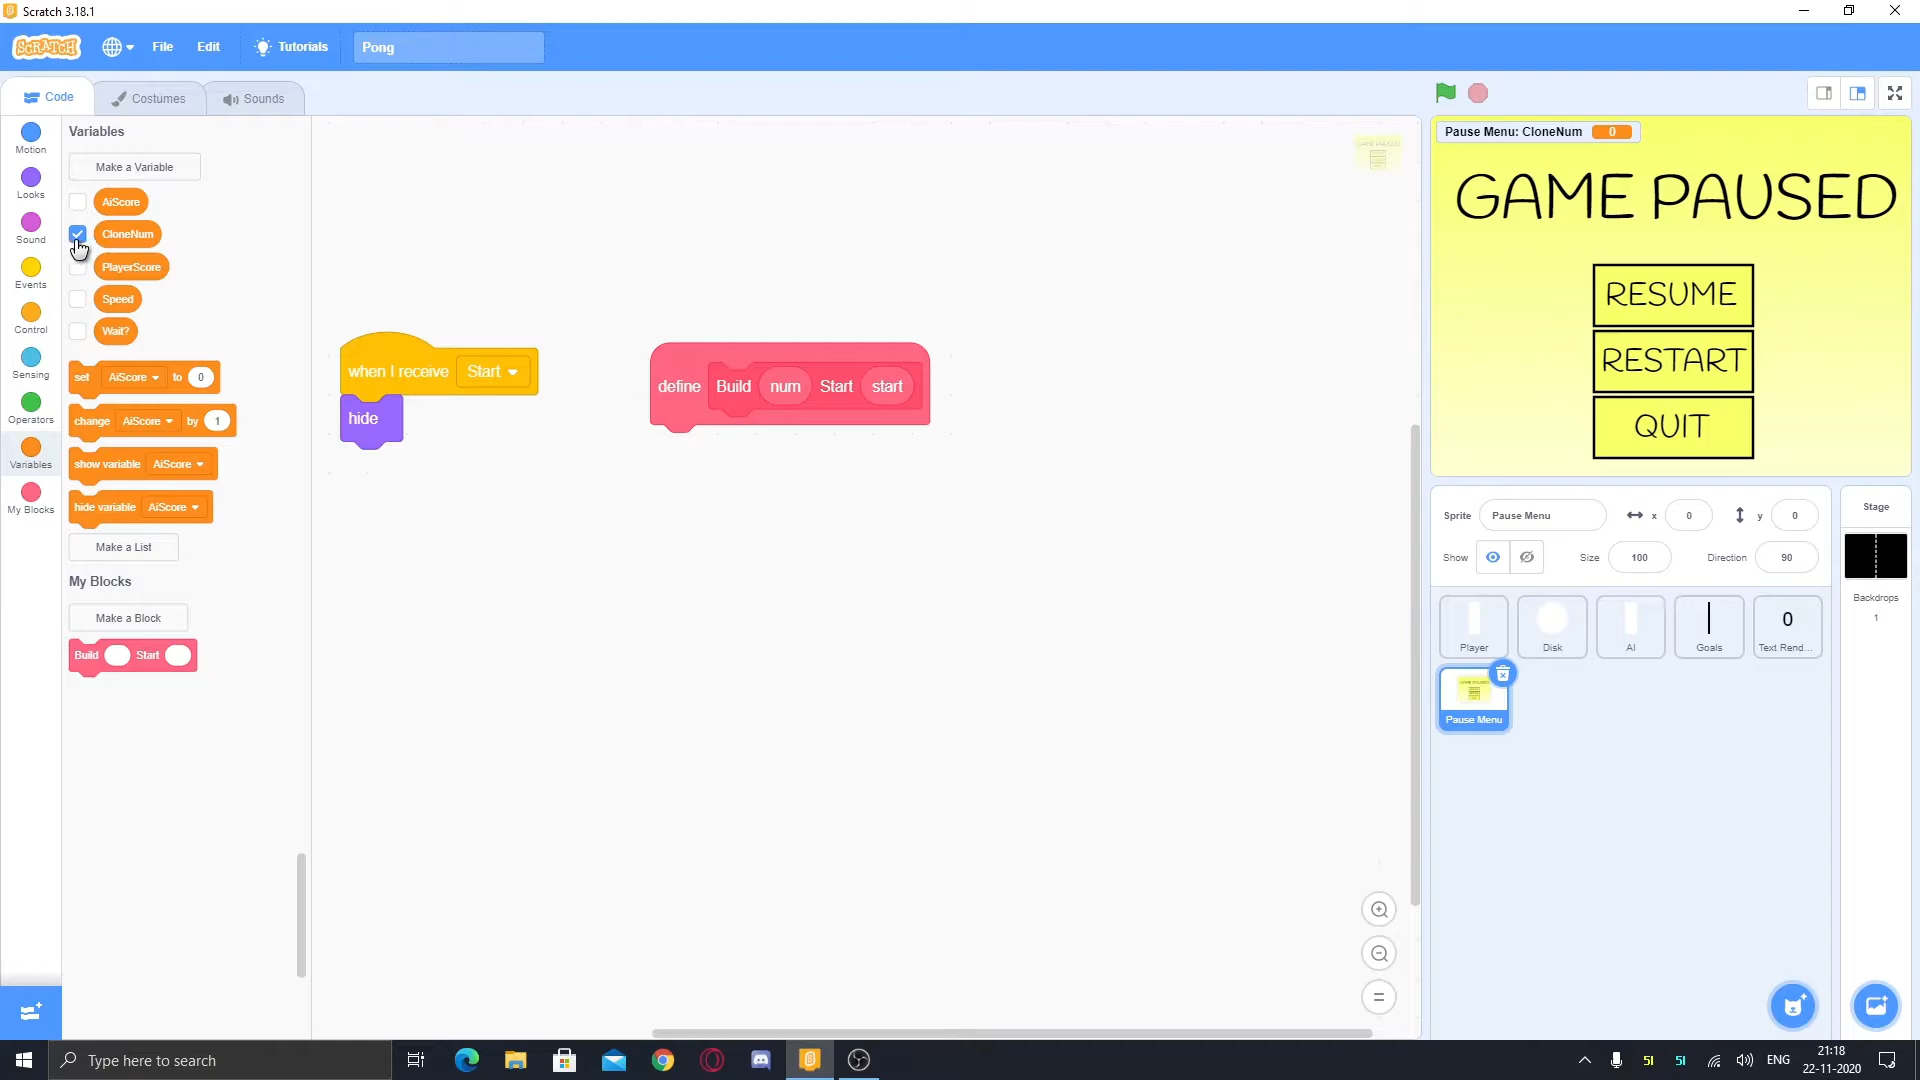 Scratch 3.18.1
SCRATCH File Edit Tutorials Pong
Code Costumes Sounds
Motion
Looks
Sound
Events
Control
Sensing
Operators
Variables
My Blocks
Variables
Make a Variable
AiScore
CloneNum
PlayerScore
Speed
Wait?
set AiScore to 0
change AiScore by 1
show variable AiScore
hide variable AiScore
Make a List
My Blocks
Make a Block
Build Start
when I receive Start
hide
define Build num Start start
Pause Menu: CloneNum 0
GAME PAUSED
RESUME
RESTART
QUIT
Sprite Pause Menu x 0 y 0
Show Size 100 Direction 90
Player Disk AI Goals 0 Text Rend...
Pause Menu
Stage
Backdrops
1
Type here to search
5I 5I ENG 21:18
22-11-2020